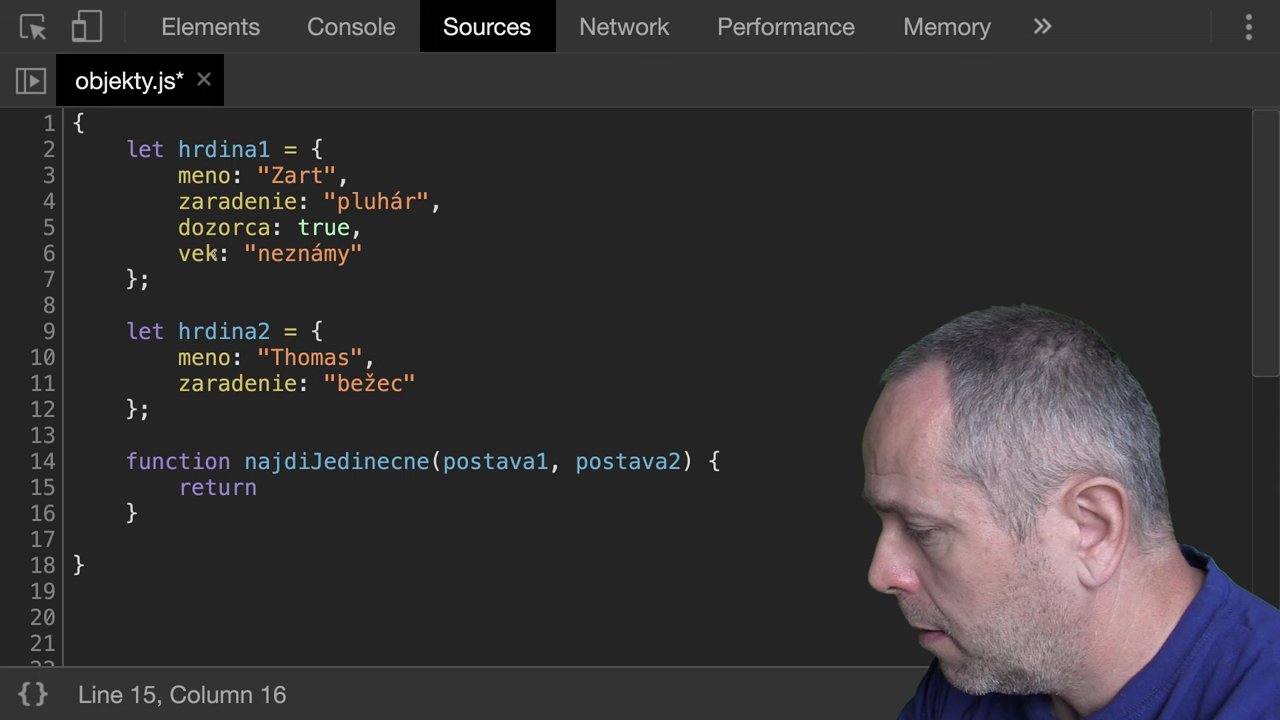 Elements Console Sources Network Performance Memory »
objekty.js* ×
1 {
2 let hrdina1 = {
3 meno: "Zart",
4 zaradenie: "pluhár",
5 dozorca: true,
6 vek: "neznámy"
7 };
8
9 let hrdina2 = {
10 meno: "Thomas",
11 zaradenie: "bežec"
12 };
13
14 function najdiJedinecne(postava1, postava2) {
15 return
16 }
17
18 }
19
20
21
{} Line 15, Column 16